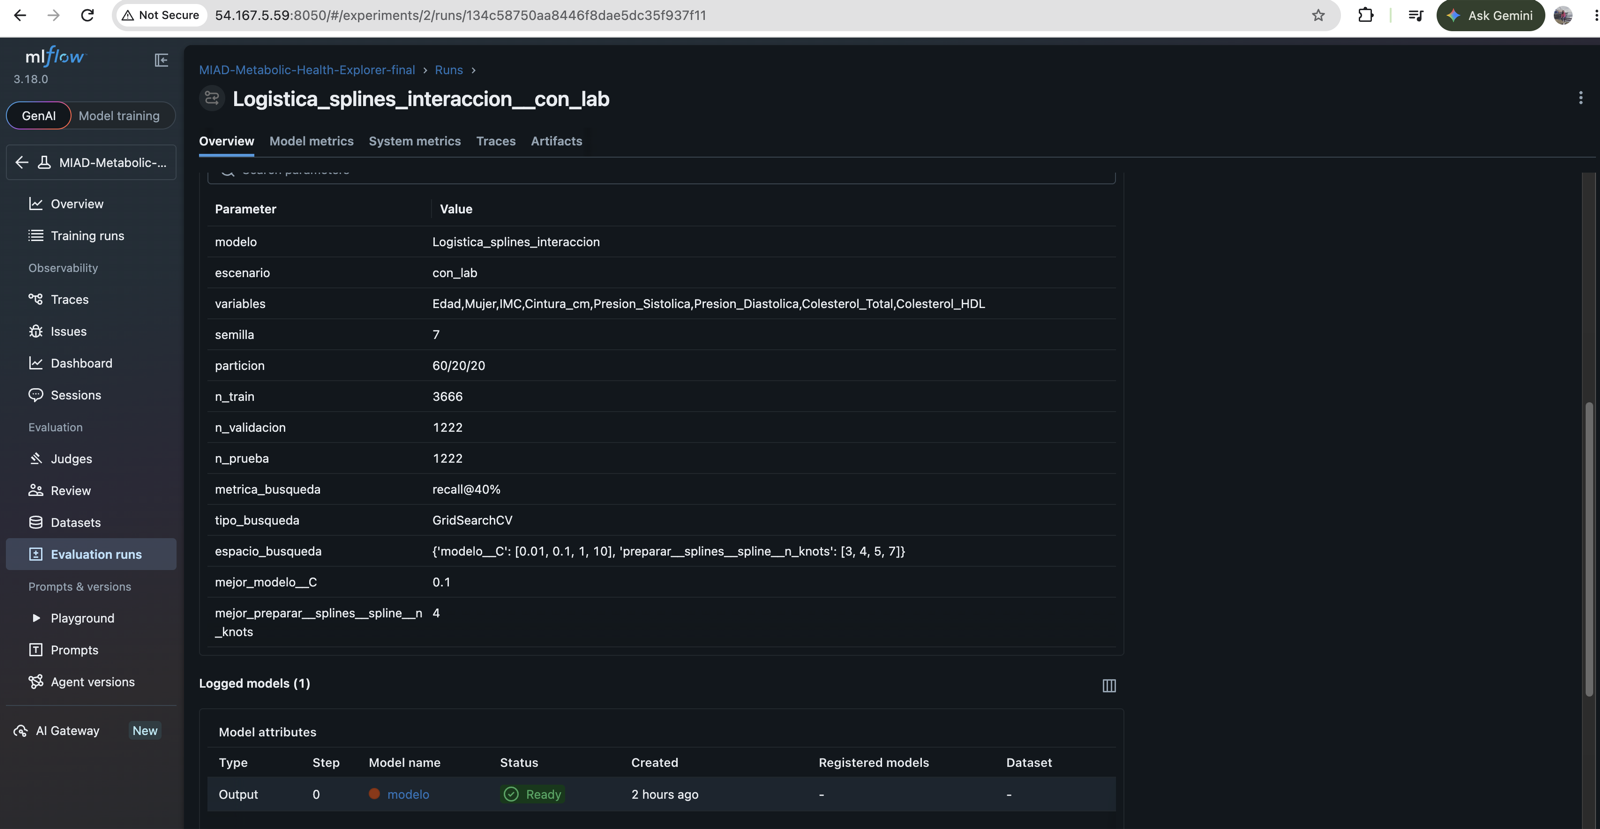 Not Secure 54.167.5.59:8050/#/experiments/2/runs/134c58750aa8446f8dae5dc35f937f11 Ask Gemini
mlflow
3.18.0
GenAI Model training
MIAD-Metabolic-...
Overview
Training runs
Observability
Traces
Issues
Dashboard
Sessions
Evaluation
Judges
Review
Datasets
Evaluation runs
Prompts & versions
Playground
Prompts
Agent versions
AI Gateway New
MIAD-Metabolic-Health-Explorer-final › Runs ›
Logistica_splines_interaccion__con_lab
Overview Model metrics System metrics Traces Artifacts
Search parameters
Parameter Value
modelo Logistica_splines_interaccion
escenario con_lab
variables Edad,Mujer,IMC,Cintura_cm,Presion_Sistolica,Presion_Diastolica,Colesterol_Total,Colesterol_HDL
semilla 7
particion 60/20/20
n_train 3666
n_validacion 1222
n_prueba 1222
metrica_busqueda recall@40%
tipo_busqueda GridSearchCV
espacio_busqueda {'modelo__C': [0.01, 0.1, 1, 10], 'preparar__splines__spline__n_knots': [3, 4, 5, 7]}
mejor_modelo__C 0.1
mejor_preparar__splines__spline__n 4
_knots
Logged models (1)
Model attributes
Type Step Model name Status Created Registered models Dataset
Output 0 modelo Ready 2 hours ago - -